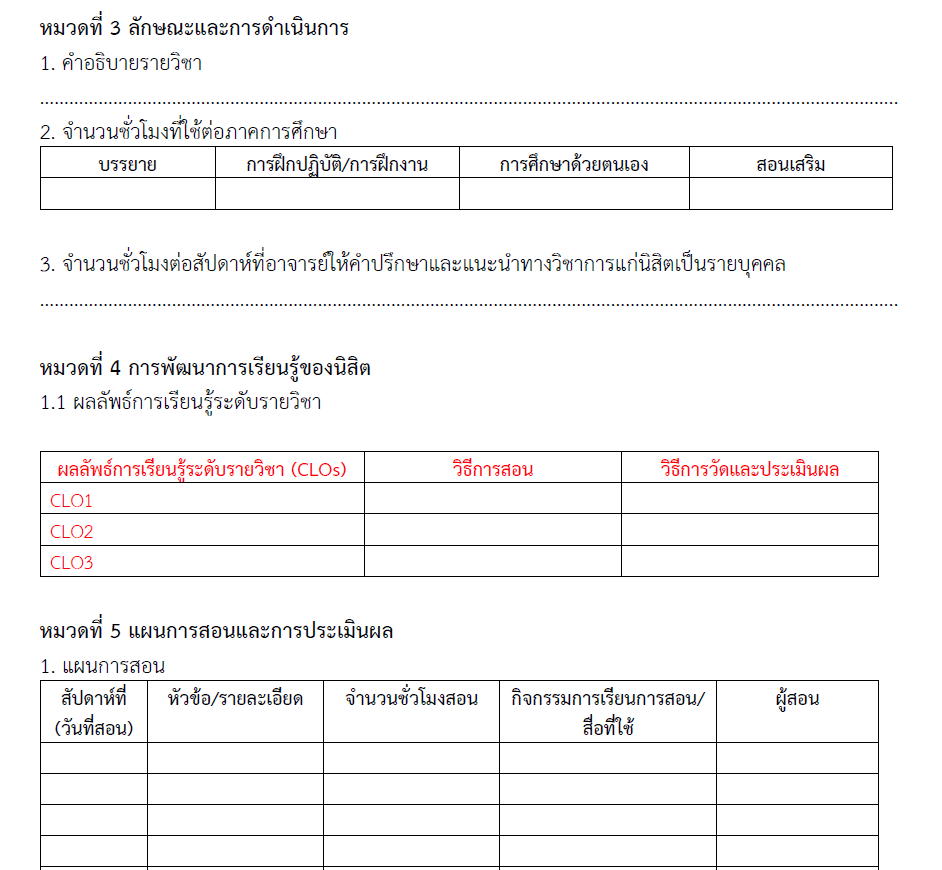 หมวดที่ 3 ลักษณะและการดำเนินการ
1. คำอธิบายรายวิชา
................................................................................................................................................................................
2. จำนวนชั่วโมงที่ใช้ต่อภาคการศึกษา
บรรยาย การฝึกปฏิบัติ/การฝึกงาน การศึกษาด้วยตนเอง สอนเสริม
3. จำนวนชั่วโมงต่อสัปดาห์ที่อาจารย์ให้คำปรึกษาและแนะนำทางวิชาการแก่นิสิตเป็นรายบุคคล
................................................................................................................................................................................
หมวดที่ 4 การพัฒนาการเรียนรู้ของนิสิต
1.1 ผลลัพธ์การเรียนรู้ระดับรายวิชา
ผลลัพธ์การเรียนรู้ระดับรายวิชา (CLOs) วิธีการสอน วิธีการวัดและประเมินผล
CLO1
CLO2
CLO3
หมวดที่ 5 แผนการสอนและการประเมินผล
1. แผนการสอน
สัปดาห์ที่ หัวข้อ/รายละเอียด จำนวนชั่วโมงสอน กิจกรรมการเรียนการสอน/ ผู้สอน
(วันที่สอน) สื่อที่ใช้